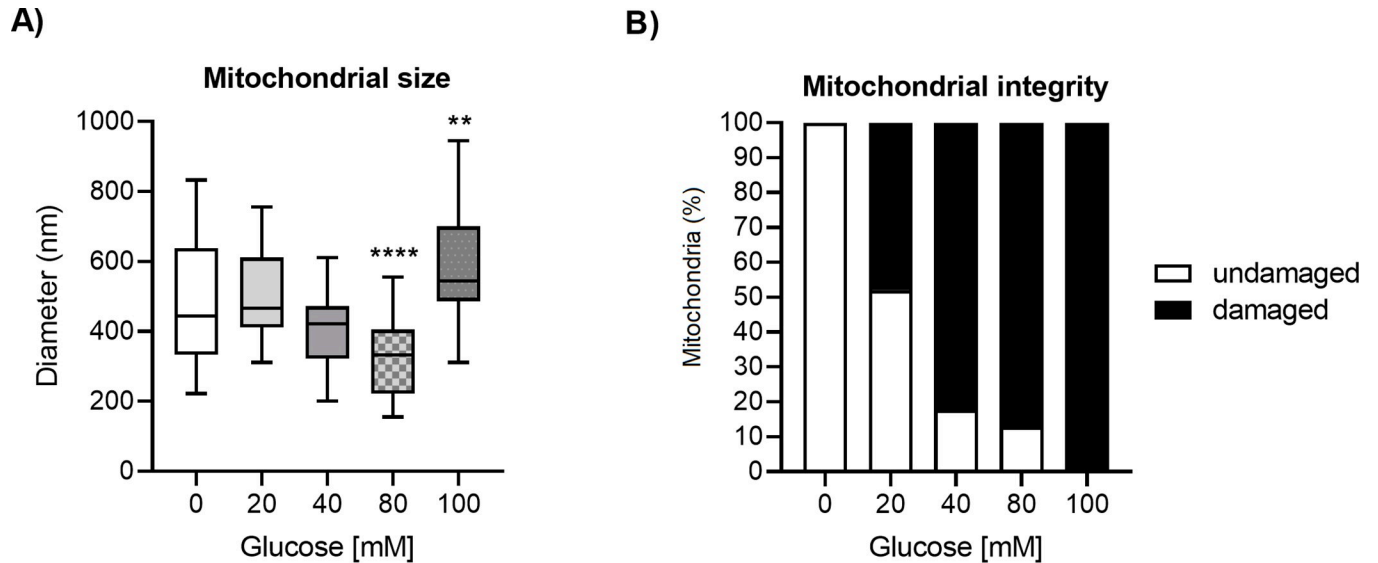 A)
Mitochondrial size
1000
800
600
400
200
0
Diameter (nm)
**
****
0 20 40 80 100
Glucose [mM]
B)
Mitochondrial integrity
100
90
80
70
60
50
40
30
20
10
0
Mitochondria (%)
0 20 40 80 100
Glucose [mM]
undamaged
damaged